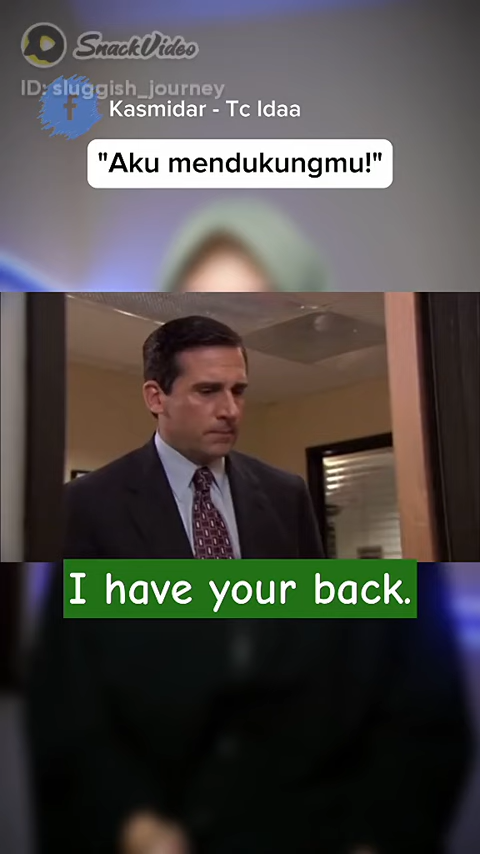 SnackVideo
ID: sluggish_journey
Kasmidar - Tc Idaa
"Aku mendukungmu!"
I have your back.